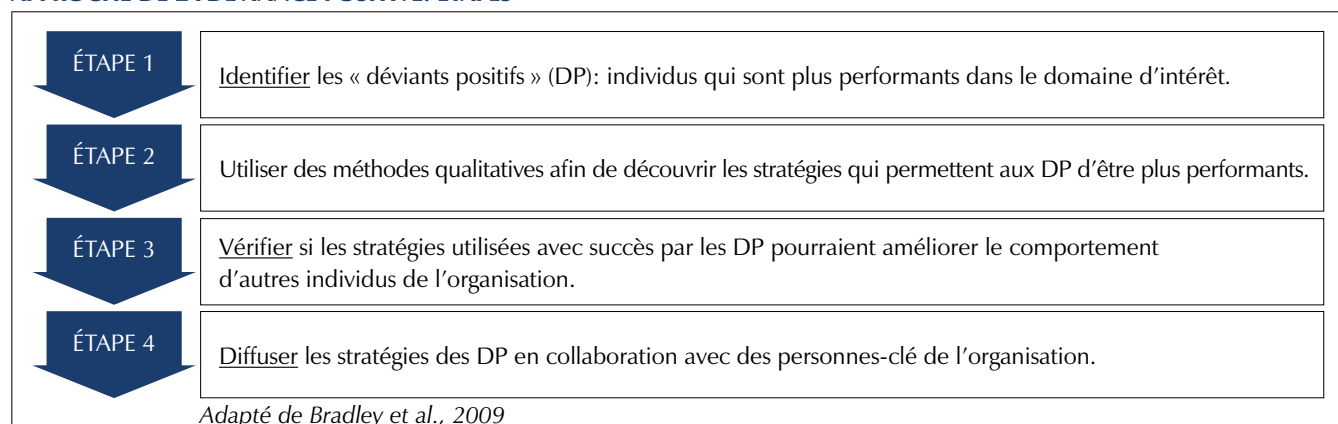 ÉTAPE 1
Identifier les « déviants positifs » (DP): individus qui sont plus performants dans le domaine d’intérêt.
ÉTAPE 2
Utiliser des méthodes qualitatives afin de découvrir les stratégies qui permettent aux DP d’être plus performants.
ÉTAPE 3
Vérifier si les stratégies utilisées avec succès par les DP pourraient améliorer le comportement
d’autres individus de l’organisation.
ÉTAPE 4
Diffuser les stratégies des DP en collaboration avec des personnes-clé de l’organisation.
Adapté de Bradley et al., 2009